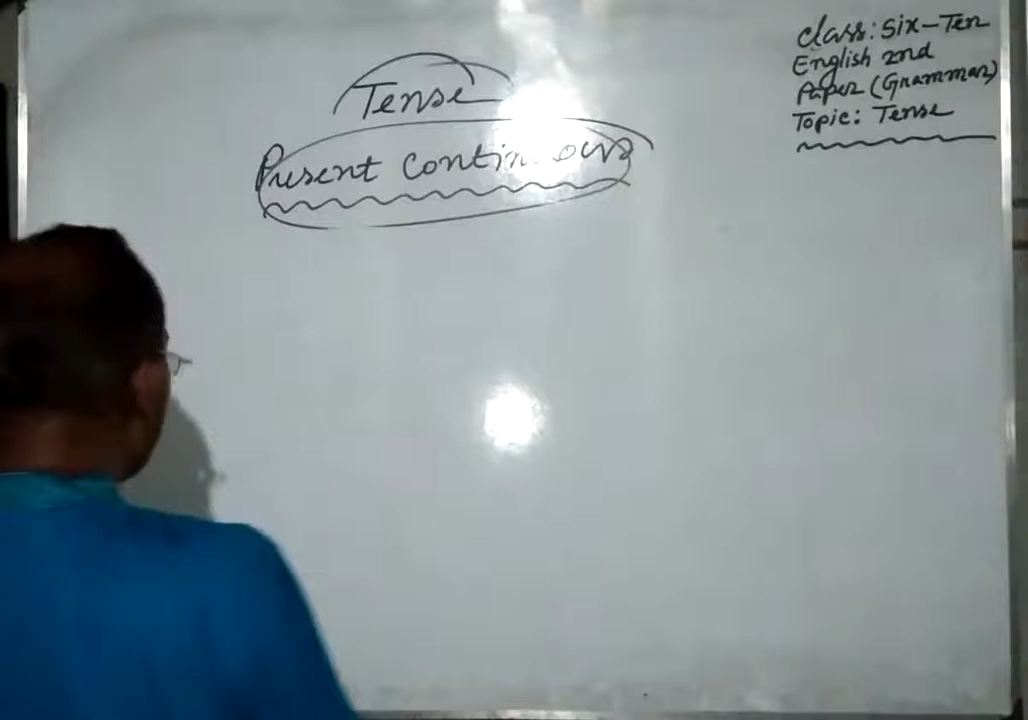 Tense
Present continuous
Class: Six-Ten
English 2nd
Paper (Grammar)
Topic: Tense